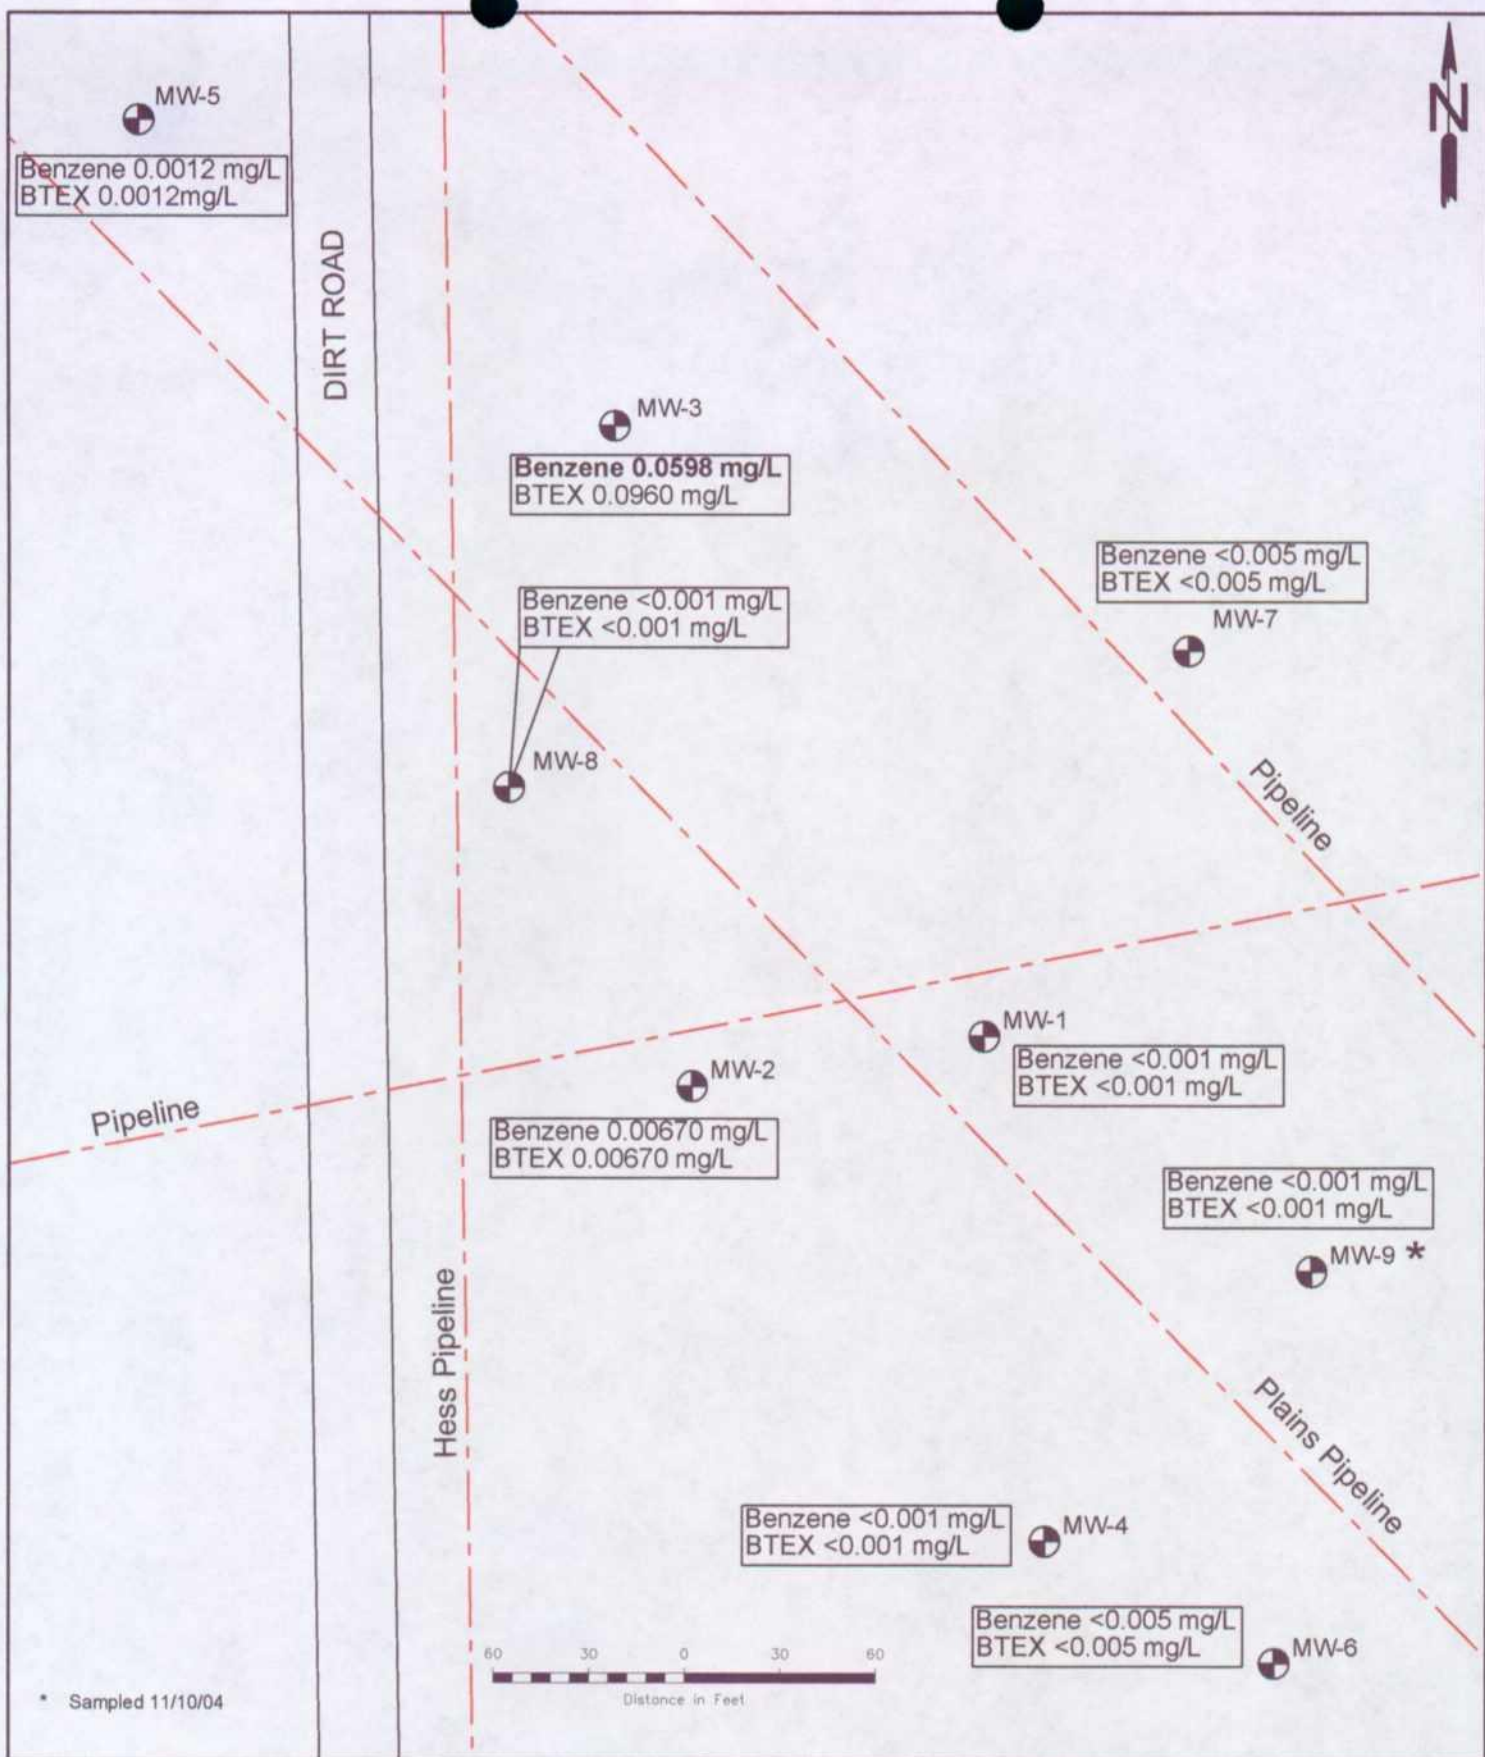 N
MW-5
Benzene 0.0012 mg/L
BTEX 0.0012mg/L
DIRT ROAD
MW-3
Benzene 0.0598 mg/L
BTEX 0.0960 mg/L
Benzene <0.005 mg/L
BTEX <0.005 mg/L
MW-7
Benzene <0.001 mg/L
BTEX <0.001 mg/L
MW-8
Pipeline
MW-1
Benzene <0.001 mg/L
BTEX <0.001 mg/L
MW-2
Pipeline
Benzene 0.00670 mg/L
BTEX 0.00670 mg/L
Benzene <0.001 mg/L
BTEX <0.001 mg/L
MW-9 *
Hess Pipeline
Plains Pipeline
Benzene <0.001 mg/L
BTEX <0.001 mg/L
MW-4
Benzene <0.005 mg/L
BTEX <0.005 mg/L
MW-6
60 30 0 30 60
Distance in Feet
* Sampled 11/10/04